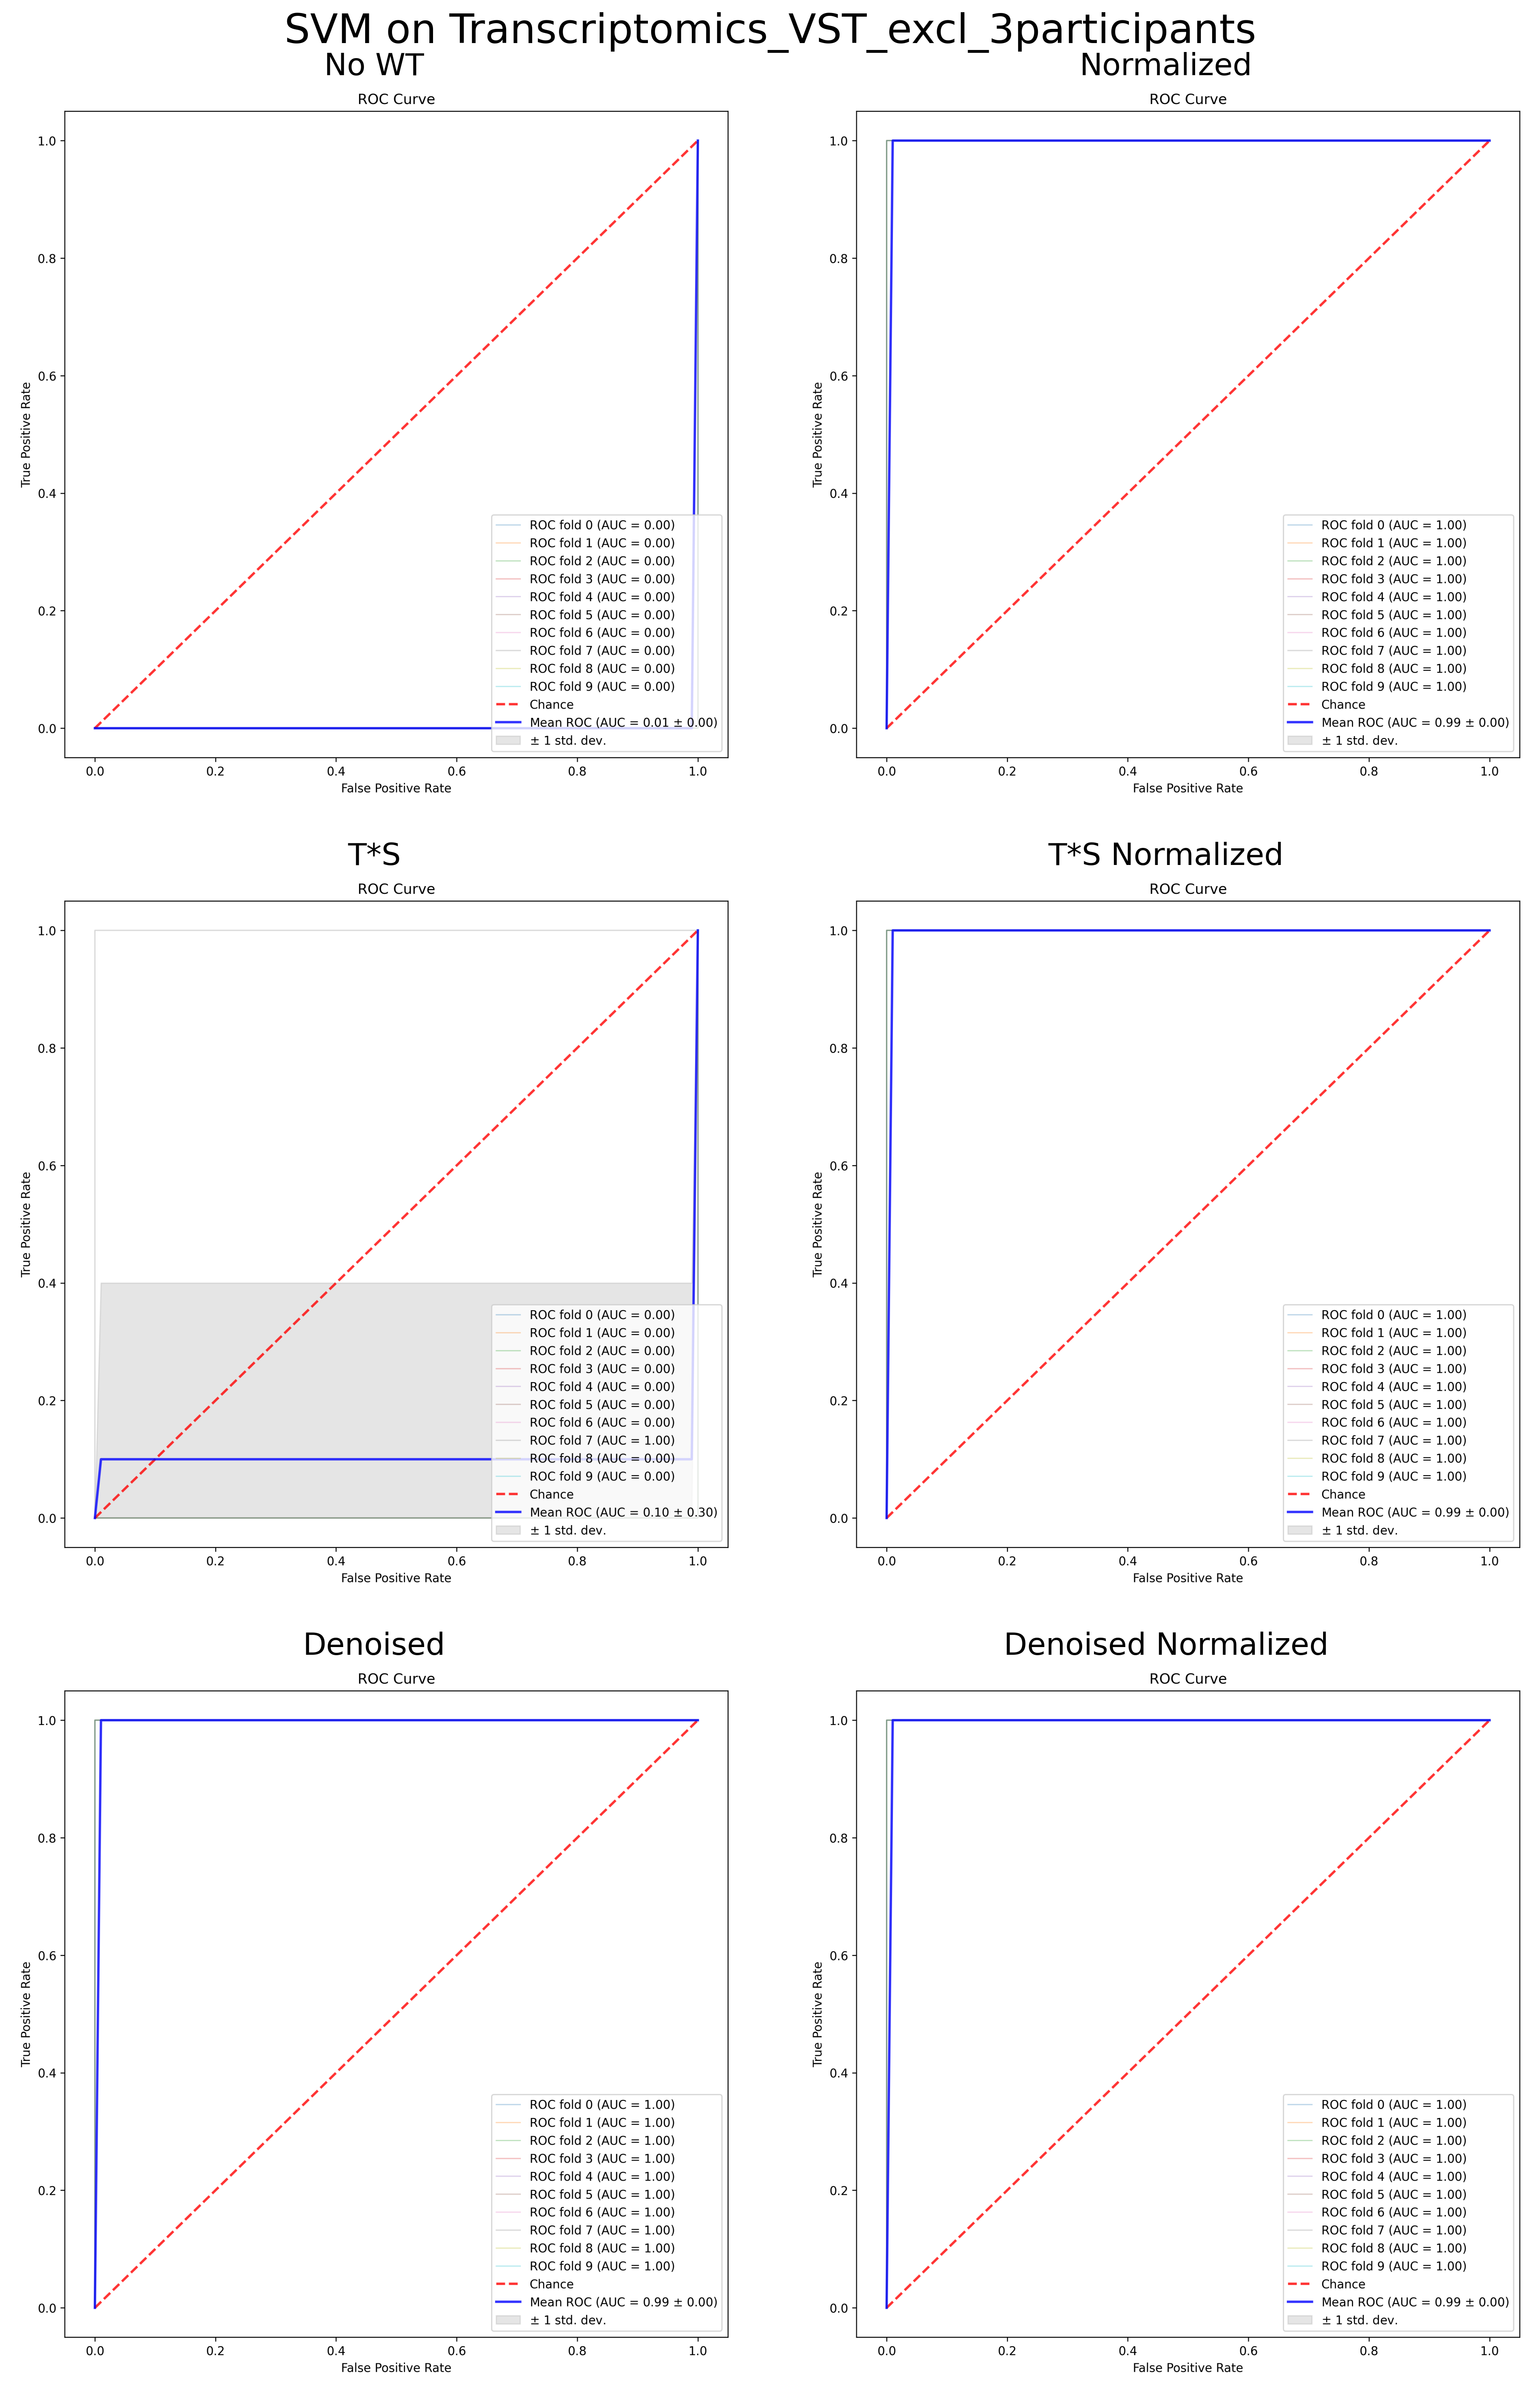 SVM on Transcriptomics_VST_excl_3participants
No WT
ROC Curve
True Positive Rate
1.0
0.8
0.6
0.4
0.2
0.0
ROC fold 0 (AUC = 0.00)
ROC fold 1 (AUC = 0.00)
ROC fold 2 (AUC = 0.00)
ROC fold 3 (AUC = 0.00)
ROC fold 4 (AUC = 0.00)
ROC fold 5 (AUC = 0.00)
ROC fold 6 (AUC = 0.00)
ROC fold 7 (AUC = 0.00)
ROC fold 8 (AUC = 0.00)
ROC fold 9 (AUC = 0.00)
Chance
Mean ROC (AUC = 0.01 ± 0.00)
± 1 std. dev.
0.0 0.2 0.4 0.6 0.8 1.0
False Positive Rate
Normalized
ROC Curve
True Positive Rate
1.0
0.8
0.6
0.4
0.2
0.0
ROC fold 0 (AUC = 1.00)
ROC fold 1 (AUC = 1.00)
ROC fold 2 (AUC = 1.00)
ROC fold 3 (AUC = 1.00)
ROC fold 4 (AUC = 1.00)
ROC fold 5 (AUC = 1.00)
ROC fold 6 (AUC = 1.00)
ROC fold 7 (AUC = 1.00)
ROC fold 8 (AUC = 1.00)
ROC fold 9 (AUC = 1.00)
Chance
Mean ROC (AUC = 0.99 ± 0.00)
± 1 std. dev.
0.0 0.2 0.4 0.6 0.8 1.0
False Positive Rate
T*S
ROC Curve
True Positive Rate
1.0
0.8
0.6
0.4
0.2
0.0
ROC fold 0 (AUC = 0.00)
ROC fold 1 (AUC = 0.00)
ROC fold 2 (AUC = 0.00)
ROC fold 3 (AUC = 0.00)
ROC fold 4 (AUC = 0.00)
ROC fold 5 (AUC = 0.00)
ROC fold 6 (AUC = 0.00)
ROC fold 7 (AUC = 1.00)
ROC fold 8 (AUC = 0.00)
ROC fold 9 (AUC = 0.00)
Chance
Mean ROC (AUC = 0.10 ± 0.30)
± 1 std. dev.
0.0 0.2 0.4 0.6 0.8 1.0
False Positive Rate
T*S Normalized
ROC Curve
True Positive Rate
1.0
0.8
0.6
0.4
0.2
0.0
ROC fold 0 (AUC = 1.00)
ROC fold 1 (AUC = 1.00)
ROC fold 2 (AUC = 1.00)
ROC fold 3 (AUC = 1.00)
ROC fold 4 (AUC = 1.00)
ROC fold 5 (AUC = 1.00)
ROC fold 6 (AUC = 1.00)
ROC fold 7 (AUC = 1.00)
ROC fold 8 (AUC = 1.00)
ROC fold 9 (AUC = 1.00)
Chance
Mean ROC (AUC = 0.99 ± 0.00)
± 1 std. dev.
0.0 0.2 0.4 0.6 0.8 1.0
False Positive Rate
Denoised
ROC Curve
True Positive Rate
1.0
0.8
0.6
0.4
0.2
0.0
ROC fold 0 (AUC = 1.00)
ROC fold 1 (AUC = 1.00)
ROC fold 2 (AUC = 1.00)
ROC fold 3 (AUC = 1.00)
ROC fold 4 (AUC = 1.00)
ROC fold 5 (AUC = 1.00)
ROC fold 6 (AUC = 1.00)
ROC fold 7 (AUC = 1.00)
ROC fold 8 (AUC = 1.00)
ROC fold 9 (AUC = 1.00)
Chance
Mean ROC (AUC = 0.99 ± 0.00)
± 1 std. dev.
0.0 0.2 0.4 0.6 0.8 1.0
False Positive Rate
Denoised Normalized
ROC Curve
True Positive Rate
1.0
0.8
0.6
0.4
0.2
0.0
ROC fold 0 (AUC = 1.00)
ROC fold 1 (AUC = 1.00)
ROC fold 2 (AUC = 1.00)
ROC fold 3 (AUC = 1.00)
ROC fold 4 (AUC = 1.00)
ROC fold 5 (AUC = 1.00)
ROC fold 6 (AUC = 1.00)
ROC fold 7 (AUC = 1.00)
ROC fold 8 (AUC = 1.00)
ROC fold 9 (AUC = 1.00)
Chance
Mean ROC (AUC = 0.99 ± 0.00)
± 1 std. dev.
0.0 0.2 0.4 0.6 0.8 1.0
False Positive Rate